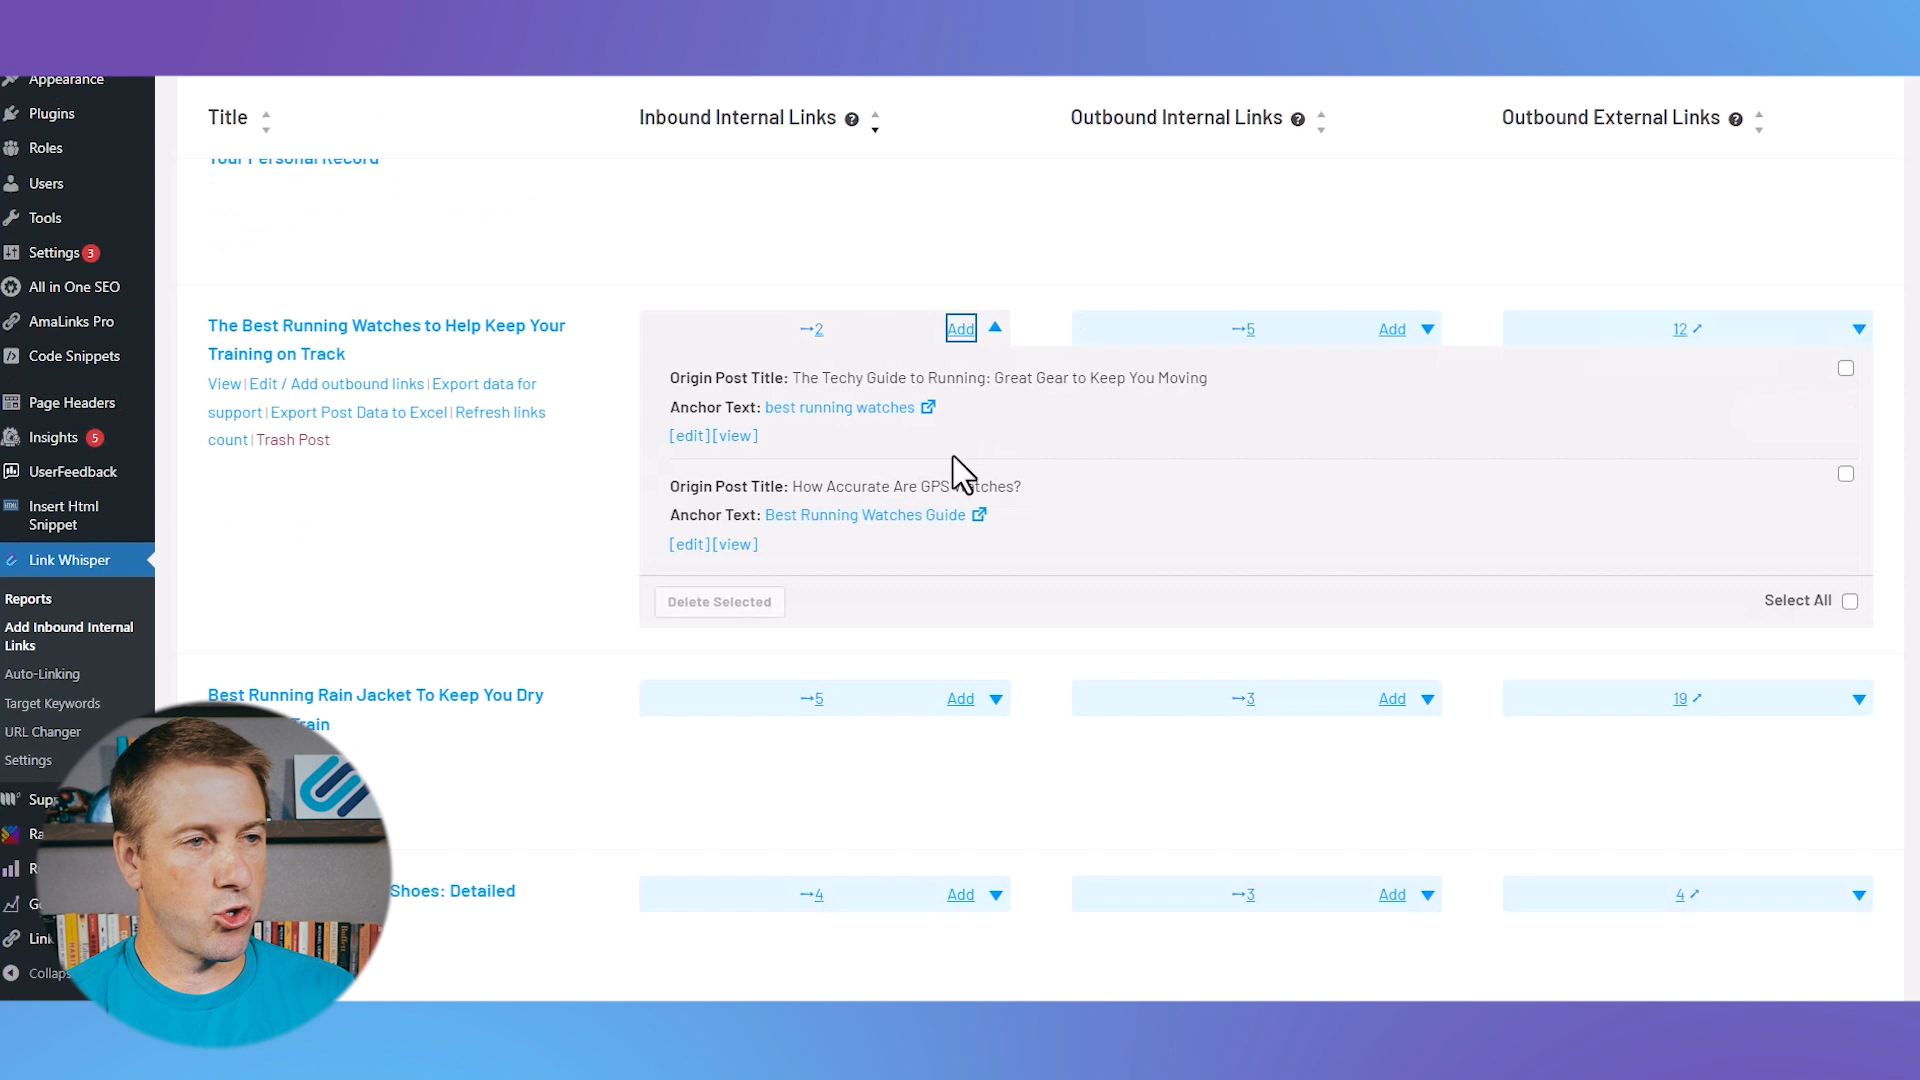 Appearance
Plugins
Roles
Users
Tools
Settings 3
All in One SEO
AmaLinks Pro
Code Snippets
Page Headers
Insights 5
UserFeedback
Insert Html
Snippet
Link Whisper
Reports
Add Inbound Internal
Links
Auto-Linking
Target Keywords
URL Changer
Settings
Title
Inbound Internal Links
Outbound Internal Links
Outbound External Links
Your Personal Record
The Best Running Watches to Help Keep Your
Training on Track
View | Edit / Add outbound links | Export data for
support | Export Post Data to Excel | Refresh links
count | Trash Post
2 Add
5 Add
12
Origin Post Title: The Techy Guide to Running: Great Gear to Keep You Moving
Anchor Text: best running watches
[edit] [view]
Origin Post Title: How Accurate Are GPS Watches?
Anchor Text: Best Running Watches Guide
[edit] [view]
Delete Selected
Select All
Best Running Rain Jacket To Keep You Dry
5 Add
3 Add
19
Shoes: Detailed
4 Add
3 Add
4